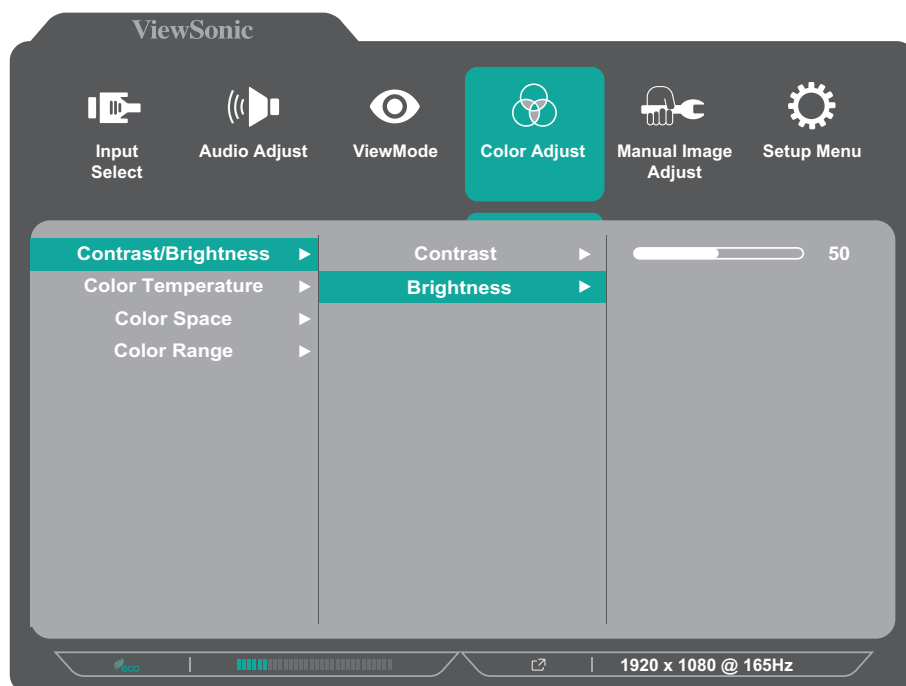 ViewSonic
Input Select
Audio Adjust
ViewMode
Color Adjust
Manual Image Adjust
Setup Menu
Contrast/Brightness
Color Temperature
Color Space
Color Range
Contrast
Brightness
50
eco
1920 x 1080 @ 165Hz